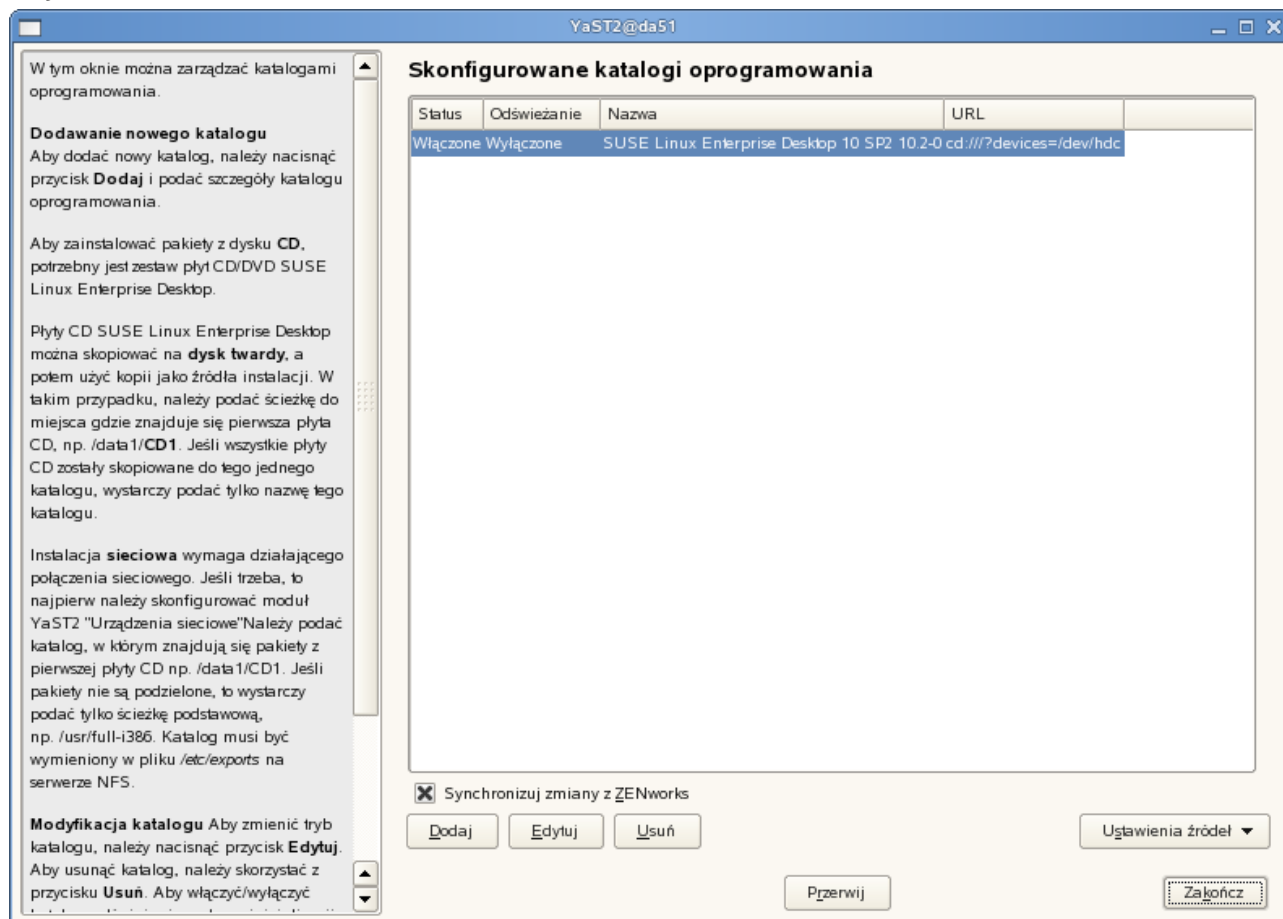 YaST2@da51
W tym oknie można zarządzać katalogami
oprogramowania.
Dodawanie nowego katalogu
Aby dodać nowy katalog, należy nacisnąć
przycisk Dodaj i podać szczegóły katalogu
oprogramowania.
Aby zainstalować pakiety z dysku CD,
potrzebny jest zestaw płyt CD/DVD SUSE
Linux Enterprise Desktop.
Płyty CD SUSE Linux Enterprise Desktop
można skopiować na dysk twardy, a
potem użyć kopii jako źródła instalacji. W
takim przypadku, należy podać ścieżkę do
miejsca gdzie znajduje się pierwsza płyta
CD, np. /data1/CD1. Jeśli wszystkie płyty
CD zostały skopiowane do tego jednego
katalogu, wystarczy podać tylko nazwę tego
katalogu.
Instalacja sieciowa wymaga działającego
połączenia sieciowego. Jeśli trzeba, to
najpierw należy skonfigurować moduł
YaST2 "Urządzenia sieciowe"Należy podać
katalog, w którym znajdują się pakiety z
pierwszej płyty CD np. /data1/CD1. Jeśli
pakiety nie są podzielone, to wystarczy
podać tylko ścieżkę podstawową,
np. /usr/full-i386. Katalog musi być
wymieniony w pliku /etc/exports na
serwerze NFS.
Modyfikacja katalogu Aby zmienić tryb
katalogu, należy nacisnąć przycisk Edytuj.
Aby usunąć katalog, należy skorzystać z
przycisku Usuń. Aby włączyć/wyłączyć
Skonfigurowane katalogi oprogramowania
Status Odświeżanie Nazwa URL
Włączone Wyłączone SUSE Linux Enterprise Desktop 10 SP2 10.2-0 cd:///?devices=/dev/hdc
Synchronizuj zmiany z ZENworks
Dodaj Edytuj Usuń Ustawienia źródeł
Przerwij Zakończ